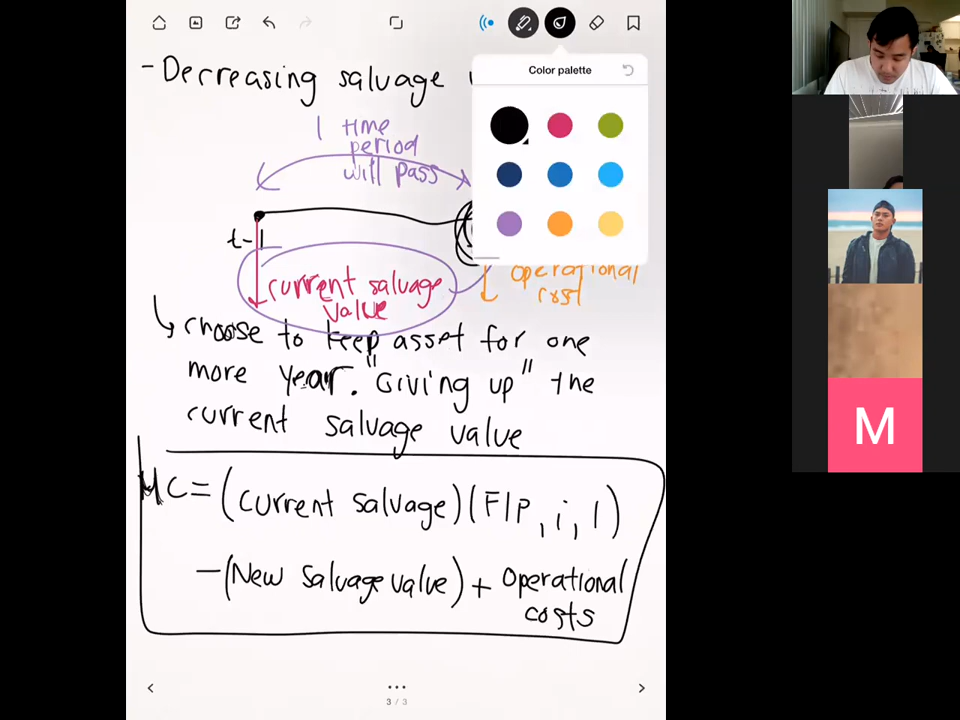 Color palette
- Decreasing salvage
1 time
period
will pass
t-1
current salvage
value
operational
cost
↳ choose to keep asset for one
more year. "Giving up" the
current salvage value
MC = (current salvage)(F/P, i, 1)
- (New salvage value) + Operational
costs
3 / 3
M